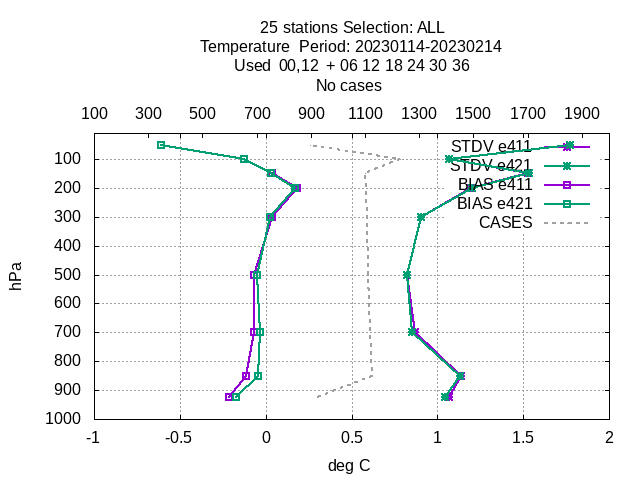 25 stations Selection: ALL
Temperature  Period: 20230114-20230214
Used  00,12  + 06 12 18 24 30 36
No cases
100 300 500 700 900 1100 1300 1500 1700 1900
STDV e411
STDV e421
BIAS e411
BIAS e421
CASES
100
200
300
400
500
600
700
800
900
1000
hPa
-1 -0.5 0 0.5 1 1.5 2
deg C